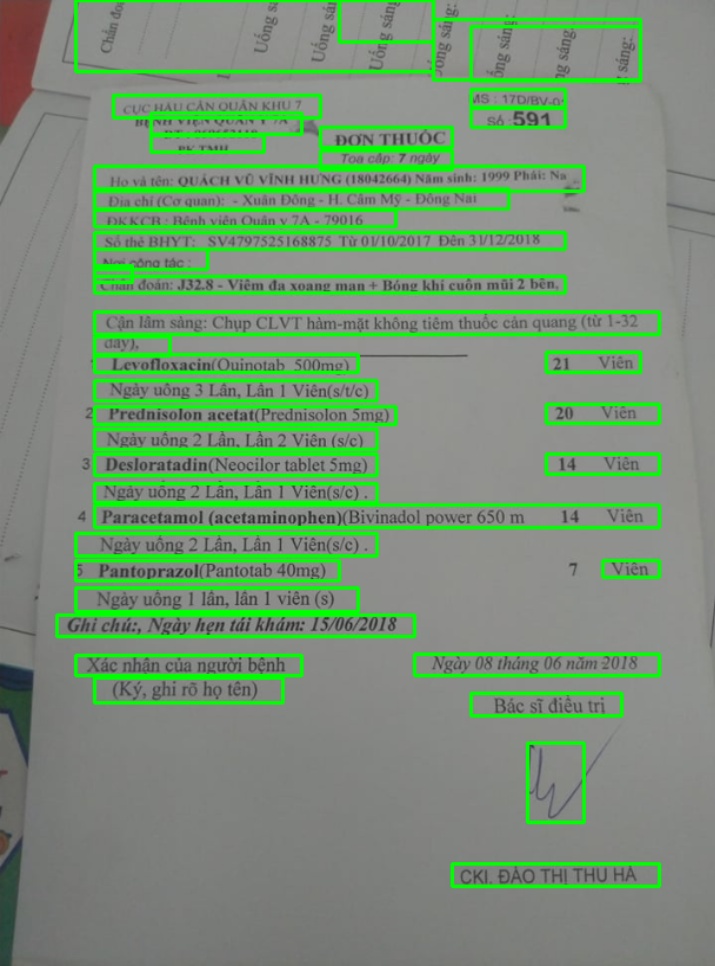 Chẩn đoá
Uống sá
Uống sá
Uống sáng
Uống sáng:
Uống sáng:
ng sáng.
sáng:
CỤC HẬU CẦN QUÂN KHU 7
BỆNH VIỆN QUÂN Y 7A
PK TMH
MS : 17D/BV-0
Số :591
ĐƠN THUỐC
Toa cấp: 7 ngày
Họ và tên: QUÁCH VŨ VĨNH HƯNG (18042664) Năm sinh: 1999 Phái: Na
Địa chỉ (Cơ quan): - Xuân Đông - H. Cẩm Mỹ - Đồng Nai
ĐKKCB : Bệnh viện Quân y 7A - 79016
Số thẻ BHYT: SV4797525168875 Từ 01/10/2017 Đến 31/12/2018
Nơi công tác :
Chẩn đoán: J32.8 - Viêm đa xoang mạn + Bóng khí cuốn mũi 2 bên,
Cận lâm sàng: Chụp CLVT hàm-mặt không tiêm thuốc cản quang (từ 1-32
dãy),
1 Levofloxacin(Quinotab 500mg) 21 Viên
Ngày uống 3 Lần, Lần 1 Viên(s/t/c)
2 Prednisolon acetat(Prednisolon 5mg) 20 Viên
Ngày uống 2 Lần, Lần 2 Viên (s/c)
3 Desloratadin(Neocilor tablet 5mg) 14 Viên
Ngày uống 2 Lần, Lần 1 Viên(s/c) .
4 Paracetamol (acetaminophen)(Bivinadol power 650 m 14 Viên
Ngày uống 2 Lần, Lần 1 Viên(s/c) .
5 Pantoprazol(Pantotab 40mg) 7 Viên
Ngày uống 1 lần, lần 1 viên (s)
Ghi chú:, Ngày hẹn tái khám: 15/06/2018
Xác nhận của người bệnh
(Ký, ghi rõ họ tên)
Ngày 08 tháng 06 năm 2018
Bác sĩ điều trị
CKI. ĐÀO THỊ THU HÀ